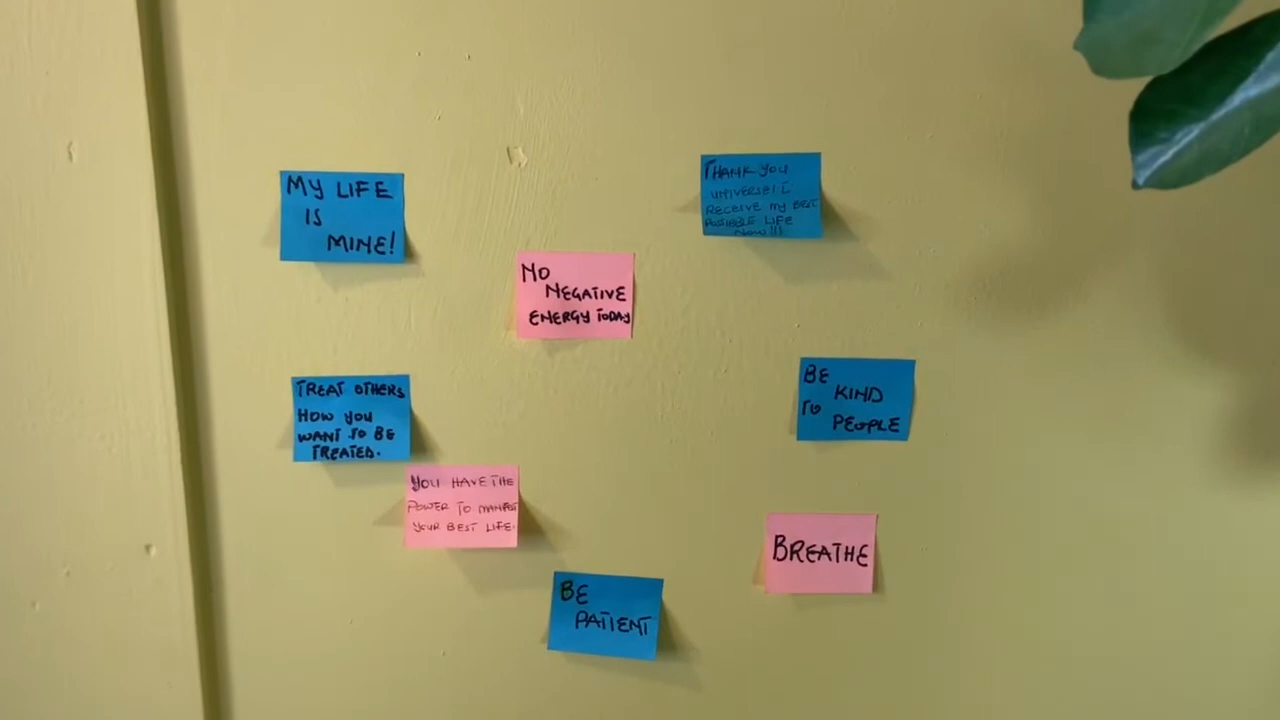 MY LIFE
IS
MINE!
THANK YOU
UNIVERSE! I
RECEIVE MY BEST
POSSIBLE LIFE
NOW!!!
NO
NEGATIVE
ENERGY TODAY
TREAT OTHERS
HOW YOU
WANT TO BE
TREATED.
BE
KIND
TO
PEOPLE
YOU HAVE THE
POWER TO MANIFEST
YOUR BEST LIFE.
BREATHE
BE
PATIENT